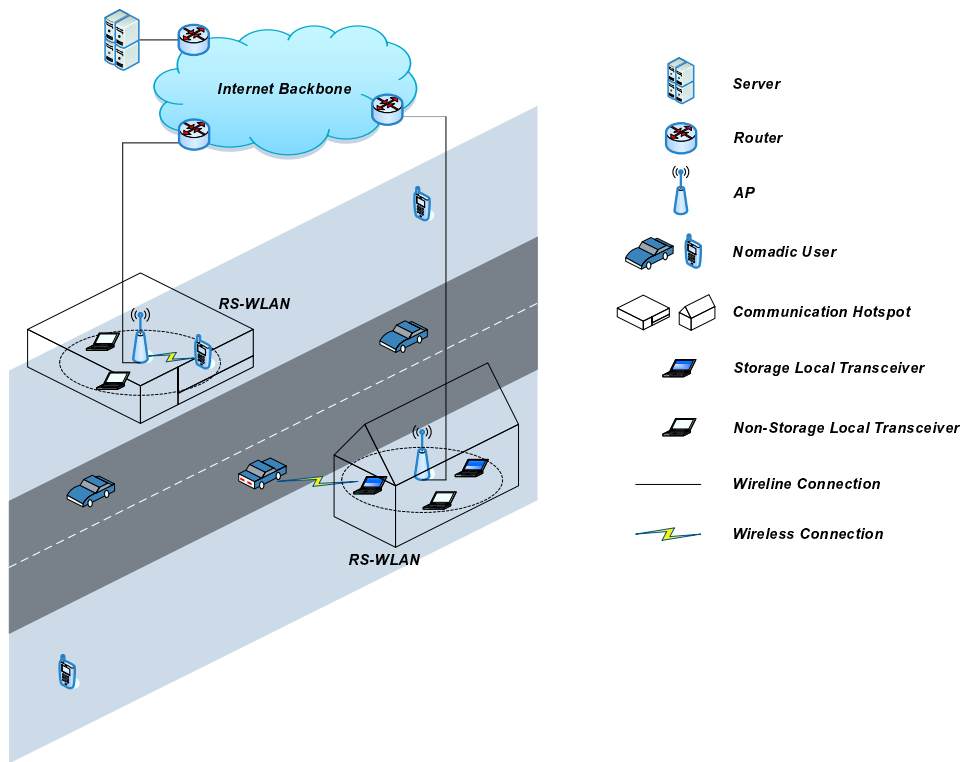 Internet Backbone
RS-WLAN
RS-WLAN
Server
Router
AP
Nomadic User
Communication Hotspot
Storage Local Transceiver
Non-Storage Local Transceiver
Wireline Connection
Wireless Connection